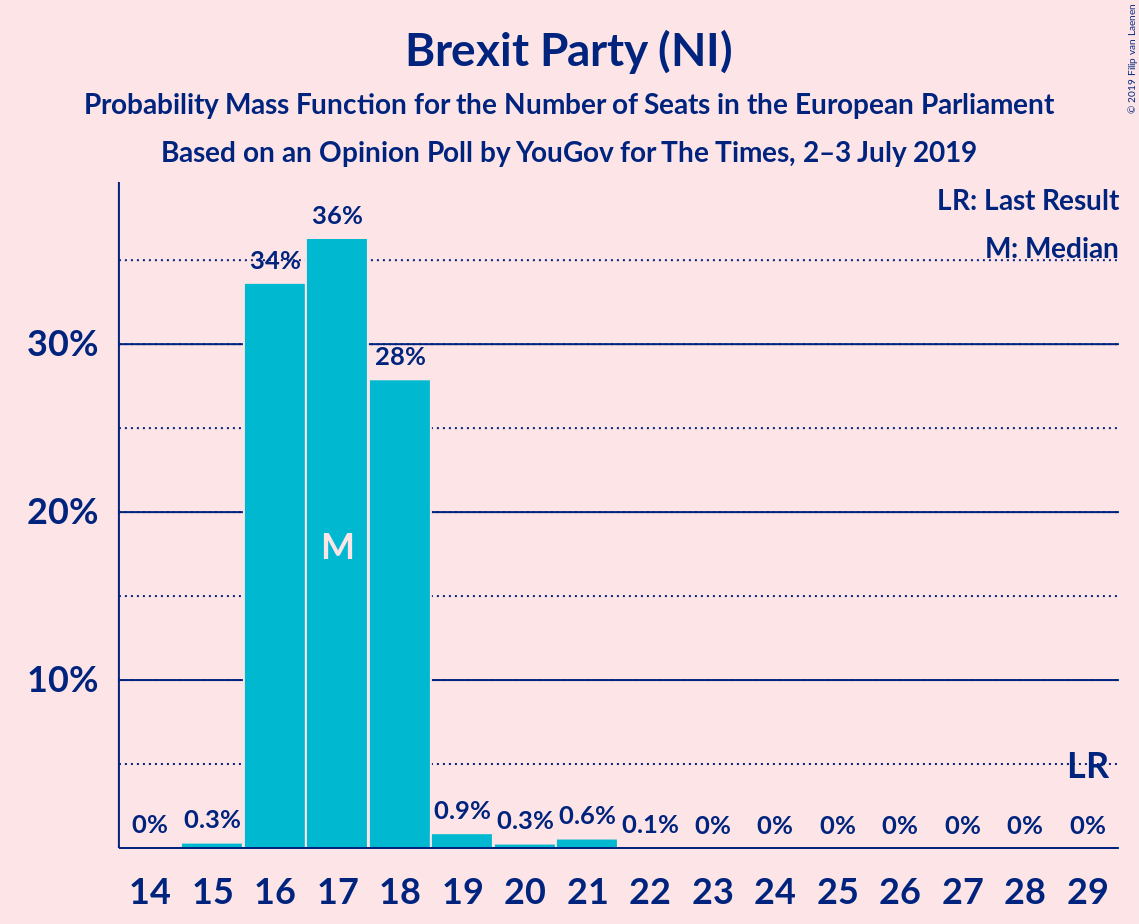 © 2019 Filip van Laenen
Brexit Party (NI)
Probability Mass Function for the Number of Seats in the European Parliament
Based on an Opinion Poll by YouGov for The Times, 2–3 July 2019
LR: Last Result
M: Median
36%
34%
30%
28%
20%
M
10%
LR
0% 0.3% 0.9% 0.3% 0.6% 0.1% 0% 0% 0% 0% 0% 0% 0%
14 15 16 17 18 19 20 21 22 23 24 25 26 27 28 29